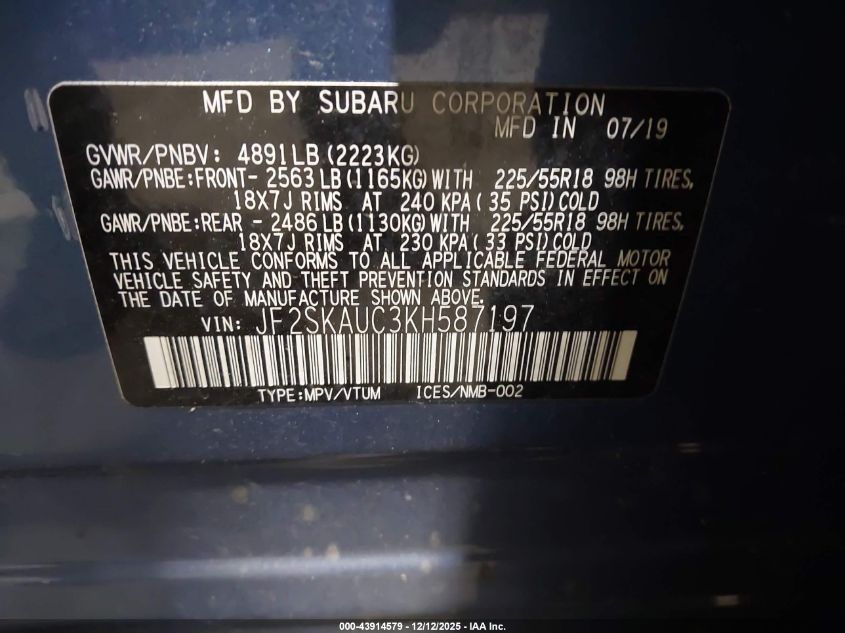 MFD BY SUBARU CORPORATION
MFD IN 07/19
GVWR/PNBV: 4891LB(2223KG)
GAWR/PNBE:FRONT-2563LB(1165KG)WITH 225/55R18 98H TIRES,
18X7J RIMS AT 240 KPA(35 PSI)COLD
GAWR/PNBE:REAR -2486LB(1130KG)WITH 225/55R18 98H TIRES,
18X7J RIMS AT 230 KPA(33 PSI)COLD
THIS VEHICLE CONFORMS TO ALL APPLICABLE FEDERAL MOTOR
VEHICLE SAFETY AND THEFT PREVENTION STANDARDS IN EFFECT ON
THE DATE OF MANUFACTURE SHOWN ABOVE.
VIN: JF2SKAUC3KH587197
TYPE:MPV/VTUM ICES/NMB-002
000-43914579 - 12/12/2025 - IAA Inc.